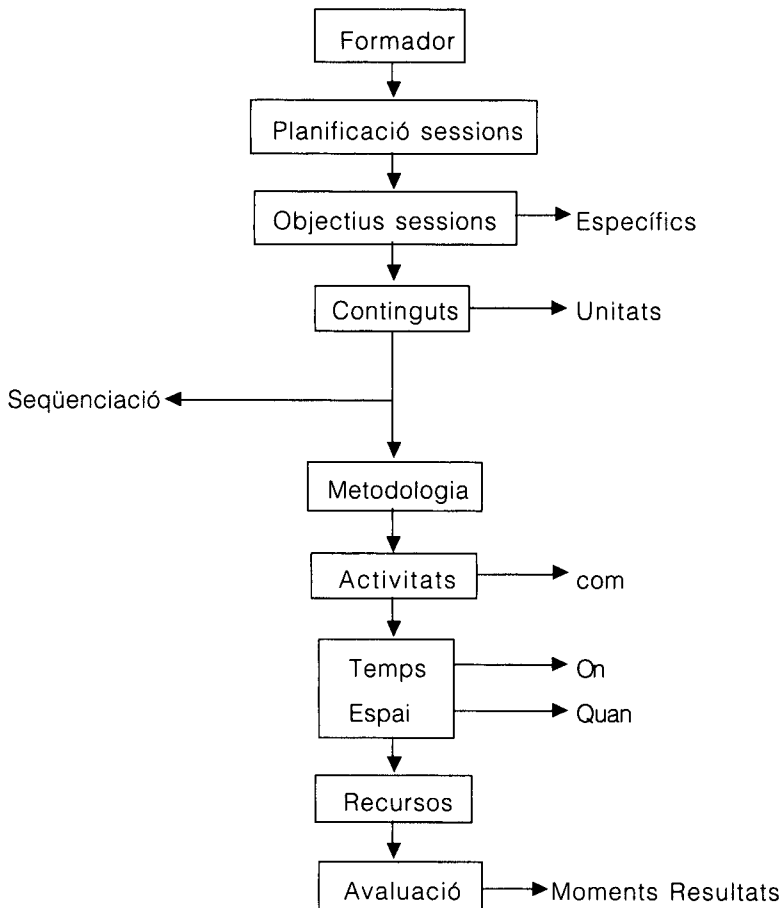 Formador
Planificació sessions
Objectius sessions
Específics
Continguts
Unitats
Seqüenciació
Metodologia
Activitats
com
Temps
On
Espai
Quan
Recursos
Avaluació
Moments Resultats